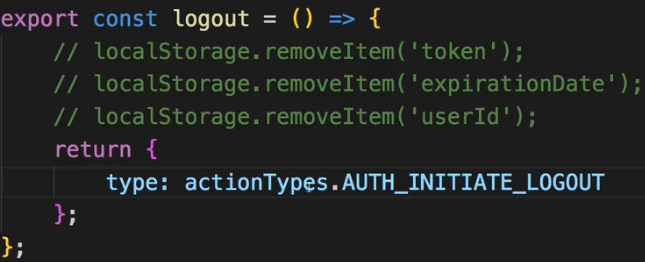 export const logout = () => {
    // localStorage.removeItem('token');
    // localStorage.removeItem('expirationDate');
    // localStorage.removeItem('userId');
    return {
        type: actionTypes.AUTH_INITIATE_LOGOUT
    };
};